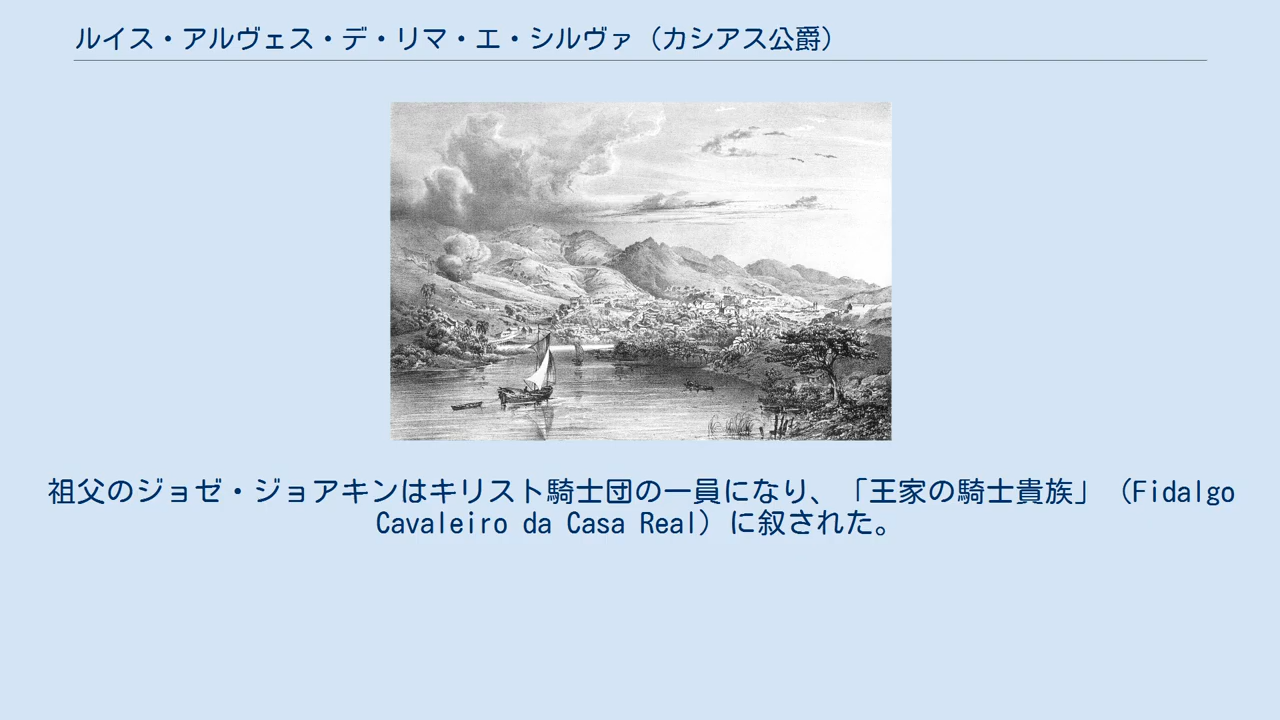 ルイス・アルヴェス・デ・リマ・エ・シルヴァ（カシアス公爵）
祖父のジョゼ・ジョアキンはキリスト騎士団の一員になり、「王家の騎士貴族」（Fidalgo
Cavaleiro da Casa Real）に叙された。